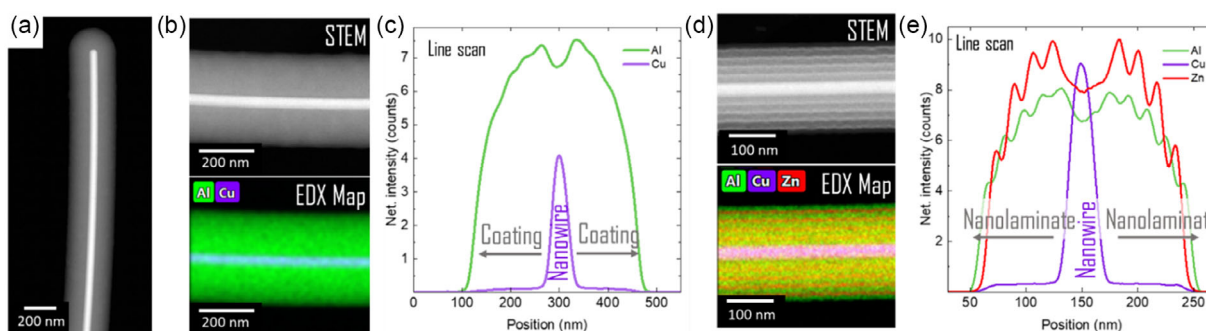 (a)
200 nm
(b)
STEM
200 nm
Al Cu
EDX Map
200 nm
(c)
Line scan
Al
Cu
Net. intensity (counts)
7
6
5
4
3
2
1
Coating
Nanowire
Coating
0 100 200 300 400 500
Position (nm)
(d)
STEM
100 nm
Al Cu Zn
EDX Map
100 nm
(e)
Line scan
Al
Cu
Zn
Net. intensity (counts)
10
8
6
4
2
Nanolaminate
Nanowire
Nanolaminat
50 100 150 200 250
Position (nm)